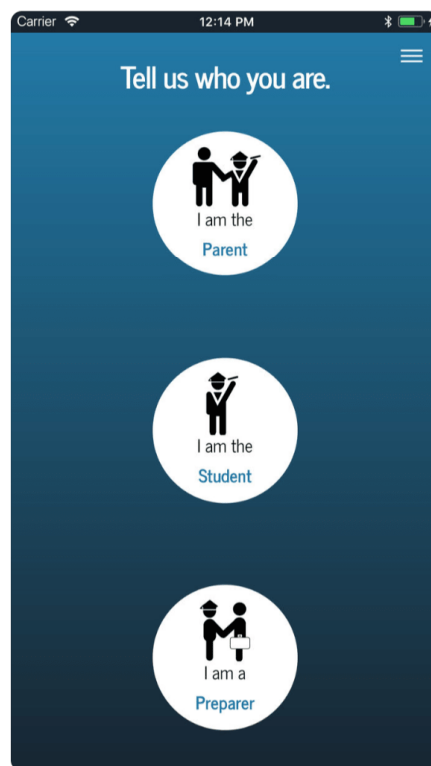 Carrier 12:14 PM
Tell us who you are.
I am the
Parent
I am the
Student
I am a
Preparer